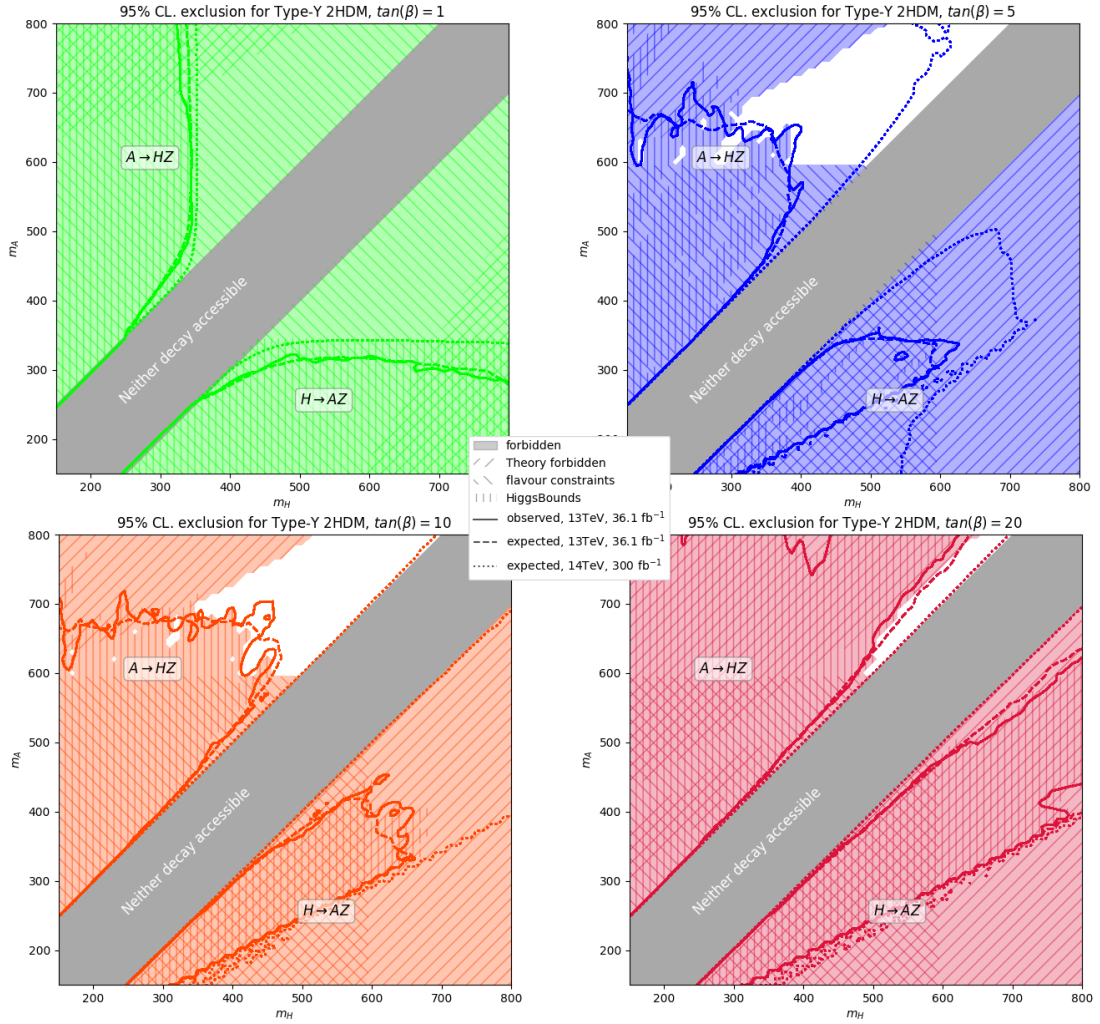 95% CL. exclusion for Type-Y 2HDM, tan(β) = 1
800
700
600
500
400
300
200
m_A
A → HZ
H → AZ
Neither decay accessible
200
300
400
500
600
700
m_H
95% CL. exclusion for Type-Y 2HDM, tan(β) = 5
800
700
600
500
400
300
200
m_A
A → HZ
H → AZ
Neither decay accessible
200
300
400
500
600
700
800
m_H
forbidden
Theory forbidden
flavour constraints
HiggsBounds
observed, 13TeV, 36.1 fb⁻¹
expected, 13TeV, 36.1 fb⁻¹
expected, 14TeV, 300 fb⁻¹
95% CL. exclusion for Type-Y 2HDM, tan(β) = 10
800
700
600
500
400
300
200
m_A
A → HZ
H → AZ
Neither decay accessible
200
300
400
500
600
700
800
m_H
95% CL. exclusion for Type-Y 2HDM, tan(β) = 20
800
700
600
500
400
300
200
m_A
A → HZ
H → AZ
Neither decay accessible
200
300
400
500
600
700
800
m_H